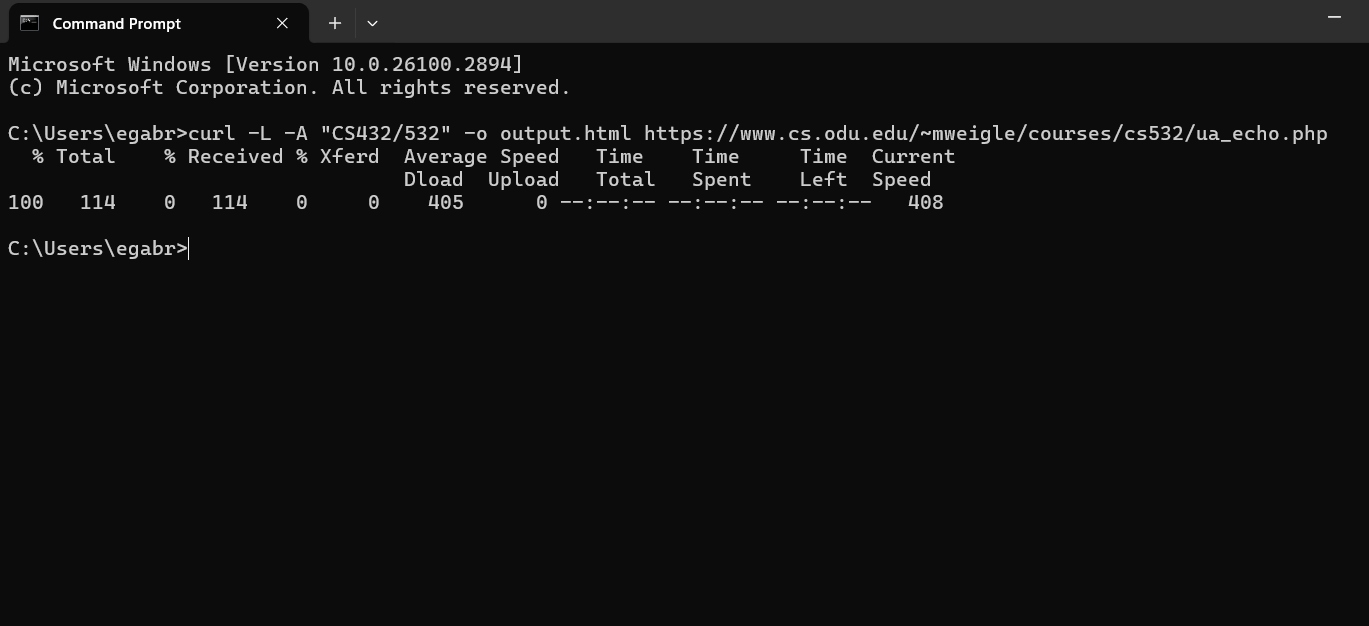 Command Prompt
Microsoft Windows [Version 10.0.26100.2894]
(c) Microsoft Corporation. All rights reserved.
C:\Users\egabr>curl -L -A "CS432/532" -o output.html https://www.cs.odu.edu/~mweigle/courses/cs532/ua_echo.php
  % Total    % Received % Xferd  Average Speed   Time    Time     Time  Current
                                 Dload  Upload   Total   Spent    Left  Speed
100   114    0   114    0     0    405      0 --:--:-- --:--:-- --:--:--   408
C:\Users\egabr>